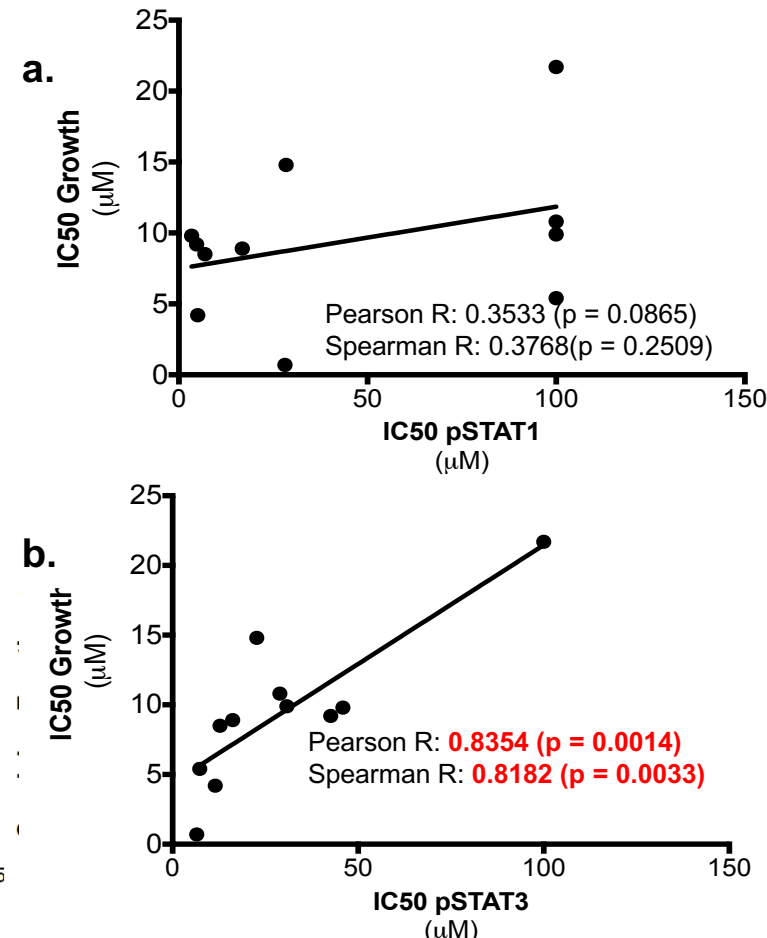 a.
25
20
15
10
5
0
IC50 Growth
(μM)
Pearson R: 0.3533 (p = 0.0865)
Spearman R: 0.3768(p = 0.2509)
0 50 100 150
IC50 pSTAT1
(μM)
b.
25
20
15
10
5
0
IC50 Growth
(μM)
Pearson R: 0.8354 (p = 0.0014)
Spearman R: 0.8182 (p = 0.0033)
0 50 100 150
IC50 pSTAT3
(μM)